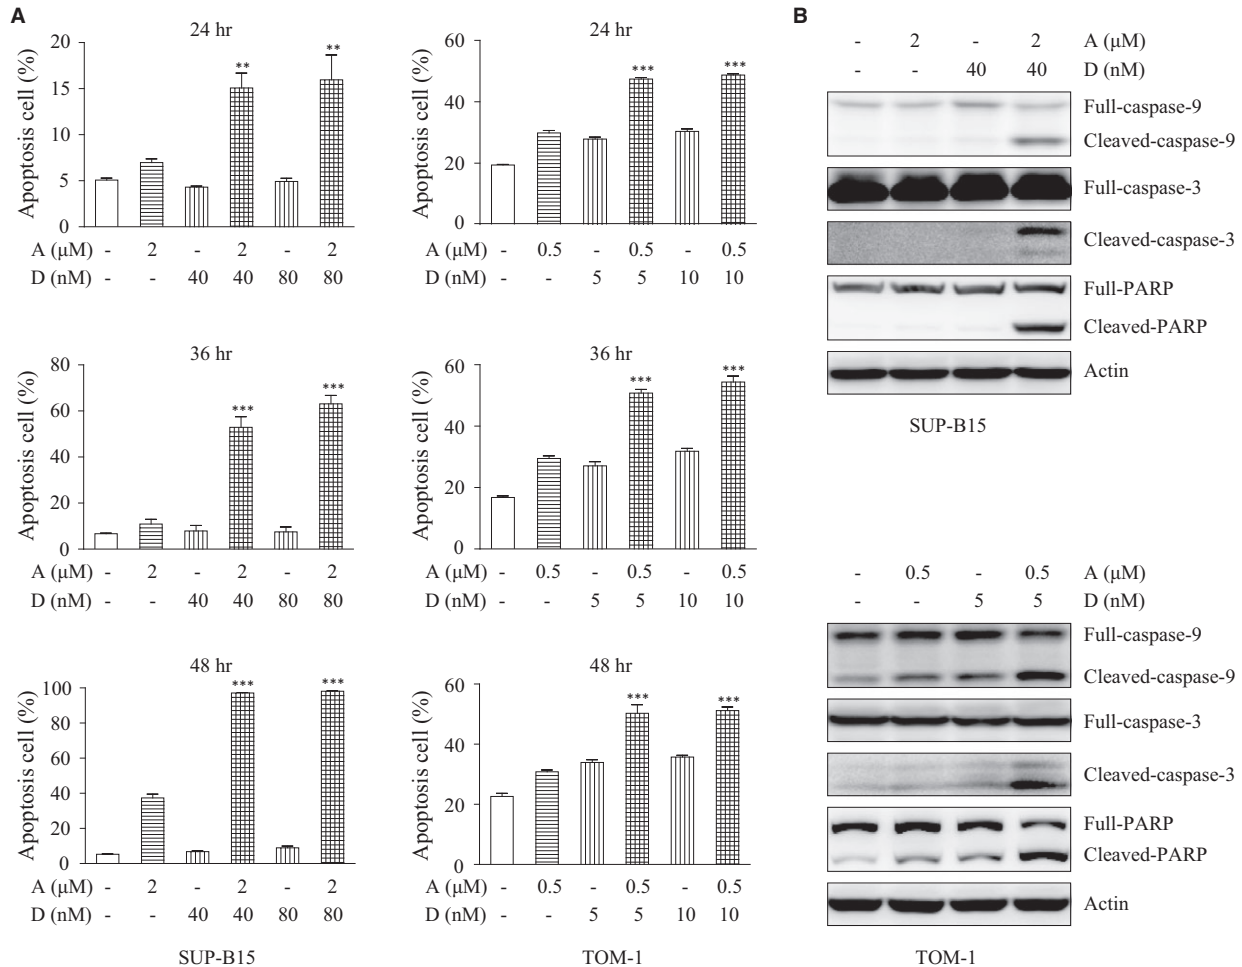 A
24 hr
Apoptosis cell (%)
20
15
10
5
0
** **
A (μM) - 2 - 2 - 2
D (nM) - - 40 40 80 80
24 hr
Apoptosis cell (%)
60
40
20
0
*** ***
A (μM) - 0.5 - 0.5 - 0.5
D (nM) - - 5 5 10 10
36 hr
Apoptosis cell (%)
80
60
40
20
0
*** ***
A (μM) - 2 - 2 - 2
D (nM) - - 40 40 80 80
36 hr
Apoptosis cell (%)
60
40
20
0
*** ***
A (μM) - 0.5 - 0.5 - 0.5
D (nM) - - 5 5 10 10
48 hr
Apoptosis cell (%)
100
80
60
40
20
0
*** ***
A (μM) - 2 - 2 - 2
D (nM) - - 40 40 80 80
SUP-B15
48 hr
Apoptosis cell (%)
60
40
20
0
*** ***
A (μM) - 0.5 - 0.5 - 0.5
D (nM) - - 5 5 10 10
TOM-1
B
- 2 - 2 A (μM)
- - 40 40 D (nM)
Full-caspase-9
Cleaved-caspase-9
Full-caspase-3
Cleaved-caspase-3
Full-PARP
Cleaved-PARP
Actin
SUP-B15
- 0.5 - 0.5 A (μM)
- - 5 5 D (nM)
Full-caspase-9
Cleaved-caspase-9
Full-caspase-3
Cleaved-caspase-3
Full-PARP
Cleaved-PARP
Actin
TOM-1